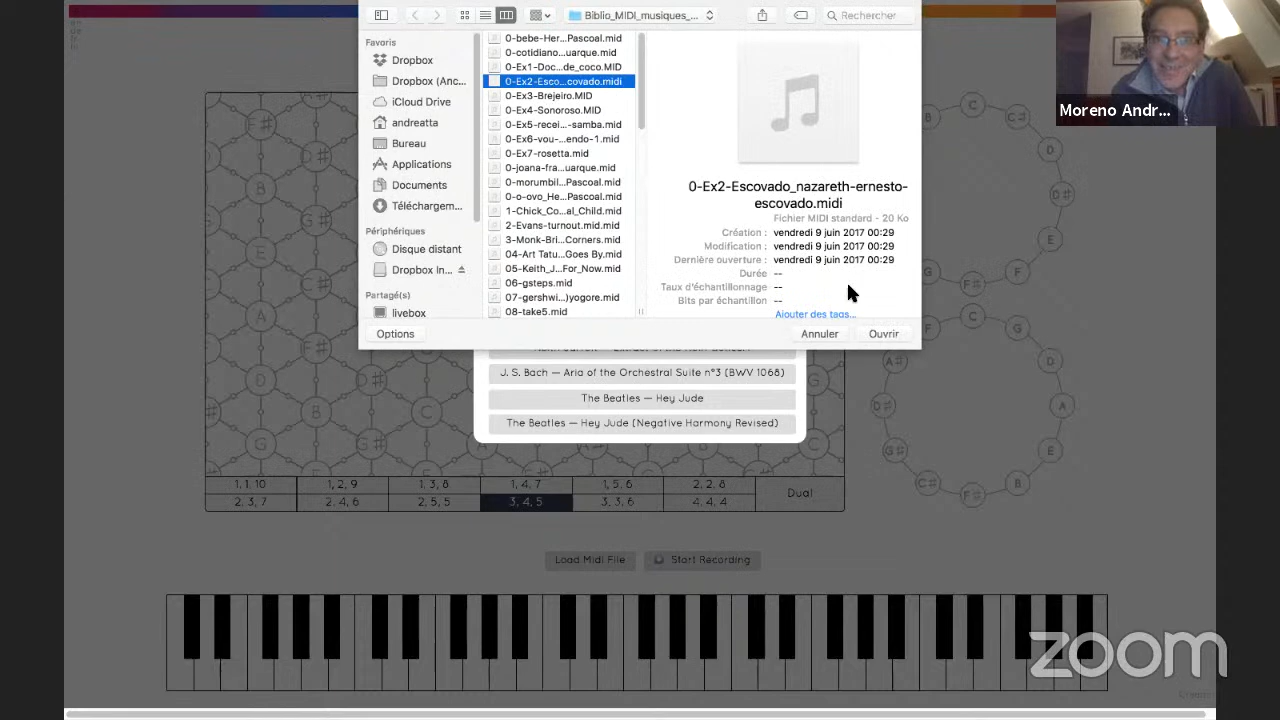 Biblio_MIDI_musiques_...
Rechercher
Favoris
Dropbox
Dropbox (Anc...
iCloud Drive
andreatta
Bureau
Applications
Documents
Téléchargem...
Périphériques
Disque distant
Dropbox In...
Partagé(s)
livebox
0-bebe-Her...Pascoal.mid
0-cotidiano...uarque.mid
0-Ex1-Doc...de_coco.MID
0-Ex2-Esco...covado.midi
0-Ex3-Brejeiro.MID
0-Ex4-Sonoroso.MID
0-Ex5-recei...-samba.mid
0-Ex6-vou-...endo-1.mid
0-Ex7-rosetta.mid
0-joana-fra...uarque.mid
0-morumbil...Pascoal.mid
0-o-ovo_He...Pascoal.mid
1-Chick_Co...al_Child.mid
2-Evans-turnout.mid.mid
3-Monk-Bri...Corners.mid
04-Art Tatu...Goes By.mid
05-Keith_J...For_Now.mid
06-gsteps.mid
07-gershwi...)yogore.mid
08-take5.mid
0-Ex2-Escovado_nazareth-ernesto-
escovado.midi
Fichier MIDI standard - 20 Ko
Création : vendredi 9 juin 2017 00:29
Modification : vendredi 9 juin 2017 00:29
Dernière ouverture : vendredi 9 juin 2017 00:29
Durée --
Taux d'échantillonnage --
Bits par échantillon --
Ajouter des tags...
Options
Annuler
Ouvrir
Moreno Andr...
J. S. Bach — Aria of the Orchestral Suite n°3 (BWV 1068)
The Beatles — Hey Jude
The Beatles — Hey Jude (Negative Harmony Revised)
1, 1, 10
1, 2, 9
1, 3, 8
1, 4, 7
1, 5, 6
2, 2, 8
2, 3, 7
2, 4, 6
2, 5, 5
3, 4, 5
3, 3, 6
4, 4, 4
Dual
Load Midi File
Start Recording
zoom